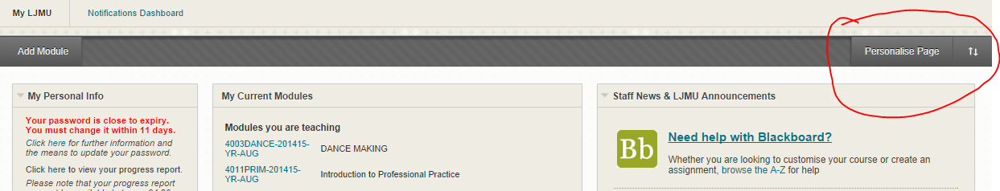 My LJMU
Notifications Dashboard
Add Module
Personalise Page
My Personal Info
Your password is close to expiry.
You must change it within 11 days.
Click here for further information and
the means to update your password.
Click here to view your progress report.
Please note that your progress report
My Current Modules
Modules you are teaching
4003DANCE-201415-
YR-AUG
DANCE MAKING
4011PRIM-201415-
YR-AUG
Introduction to Professional Practice
Staff News & LJMU Announcements
Bb
Need help with Blackboard?
Whether you are looking to customise your course or create an
assignment, browse the A-Z for help